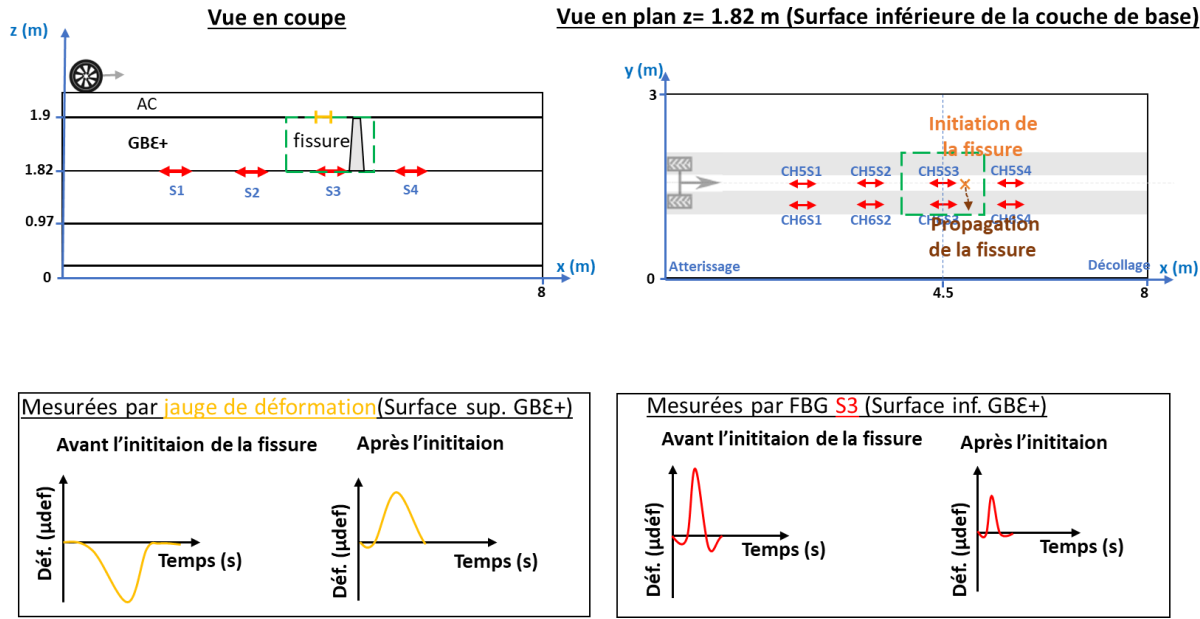 Vue en coupe
z (m)
AC
1.9
GBƐ+
fissure
1.82
S1
S2
S3
S4
0.97
0
x (m)
8
Vue en plan z= 1.82 m (Surface inférieure de la couche de base)
y (m)
3
Initiation de
la fissure
CH5S1
CH5S2
CH5S3
CH5S4
CH6S1
CH6S2
CH6S3
CH6S4
Propagation
de la fissure
Atterissage
Décollage
x (m)
0
4.5
8
Mesurées par jauge de déformation(Surface sup. GBƐ+)
Avant l’inititaion de la fissure
Après l’inititaion
Déf. (μdef)
Temps (s)
Déf. (μdef)
Temps (s)
Mesurées par FBG S3 (Surface inf. GBƐ+)
Avant l’inititaion de la fissure
Après l’inititaion
Déf. (μdéf)
Temps (s)
Déf. (μdéf)
Temps (s)